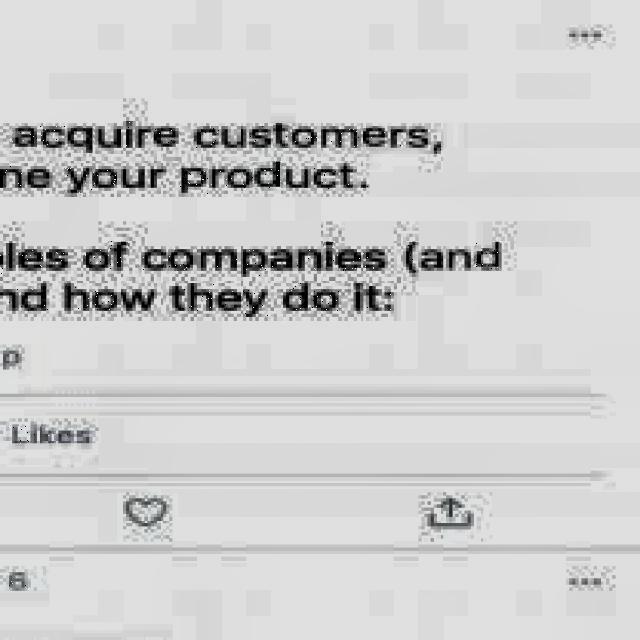 acquire customers,
ne your product.
les of companies (and
nd how they do it:
p
Likes
6